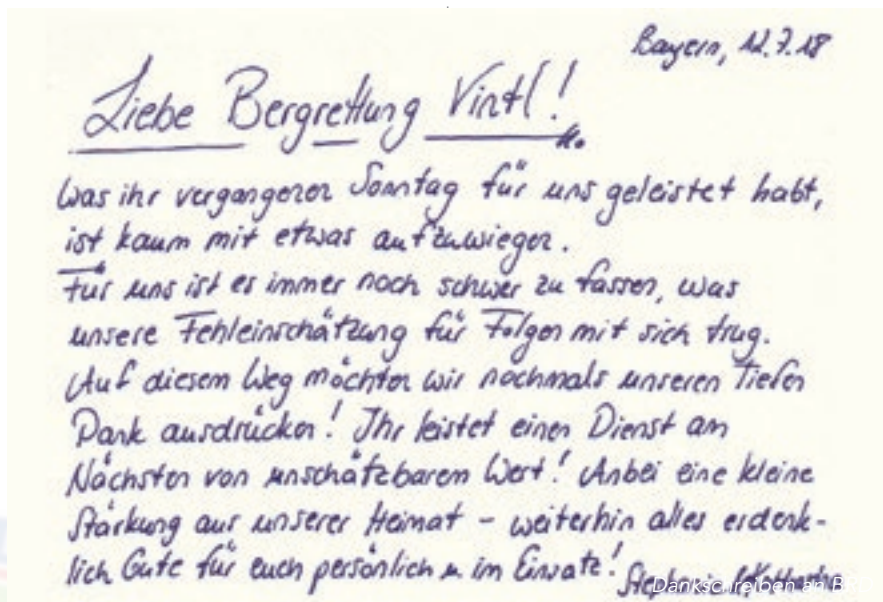 Bayern, 12.7.18
Liebe Bergrettung Vintl!
Was ihr vergangenen Sonntag für uns geleistet habt,
ist kaum mit etwas aufzuwiegen.
Für uns ist es immer noch schwer zu fassen, was
unsere Fehleinschätzung für Folgen mit sich trug.
Auf diesem Weg möchten wir nochmals unseren Tiefen
Dank ausdrücken! Ihr leistet einen Dienst am
Nächsten von unschätzbarem Wert! Anbei eine kleine
Stärkung aus unserer Heimat - weiterhin alles erdenk-
lich Gute für euch persönlich u. im Einsatz!
Dankschreiben an